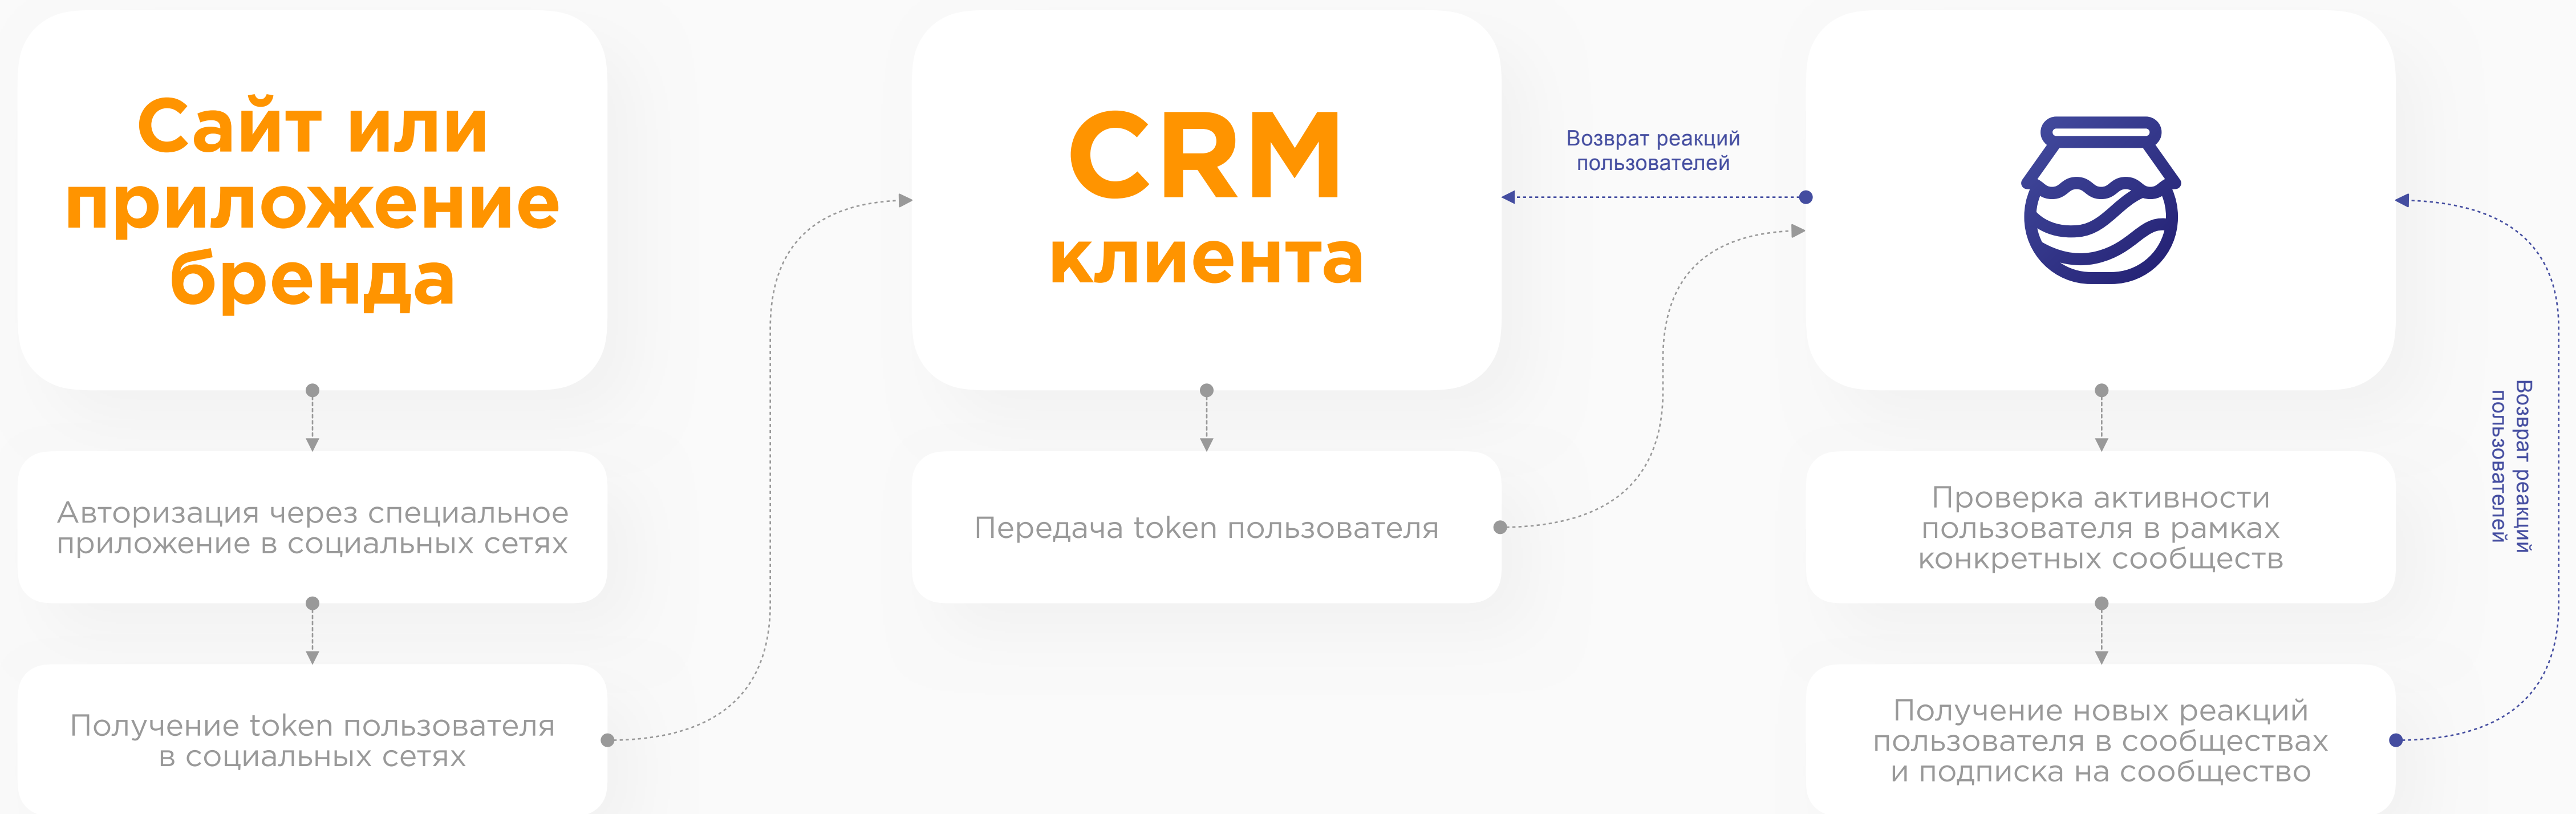 Сайт или
приложение
бренда
Авторизация через специальное
приложение в социальных сетях
Получение token пользователя
в социальных сетях
CRM
клиента
Передача token пользователя
Возврат реакций
пользователей
Проверка активности
пользователя в рамках
конкретных сообществ
Получение новых реакций
пользователя в сообществах
и подписка на сообщество
Возврат реакций
пользователей